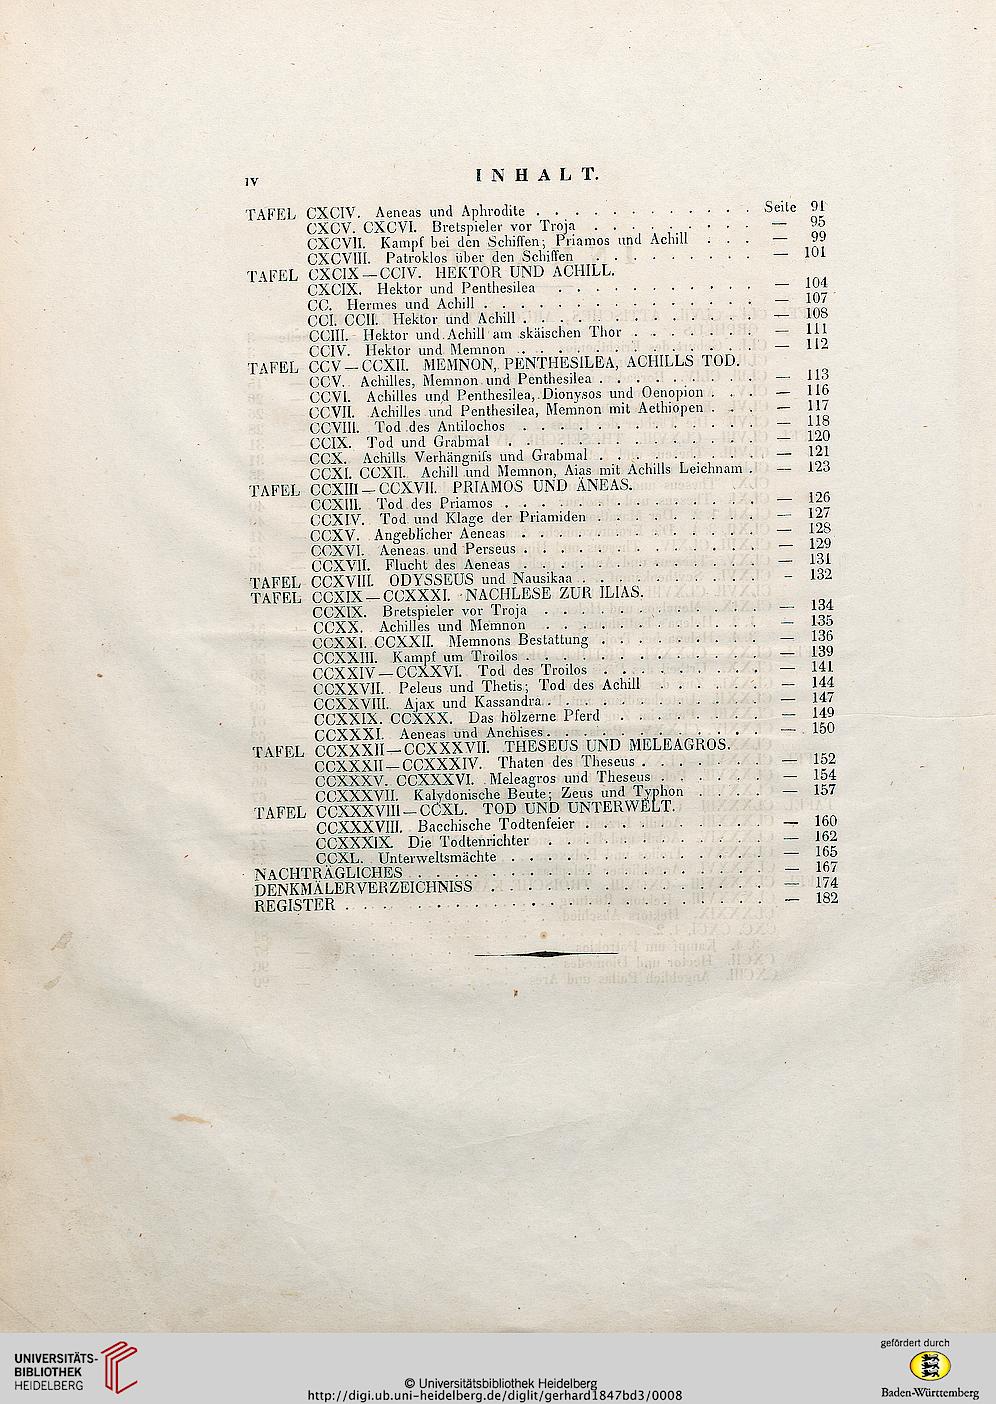 IV INHALT.
TAFEL CXCIV. Aeneas und Aphrodite . . . . . . . . . . . . Seite 91
CXCV. CXCVI. Bretspieler vor Troja . . . . . . . . . — 95
CXCVII. Kampf bei den Schiffen; Priamos und Achill . . . — 99
CXCVIII. Patroklos über den Schiffen . . . . . . . . . — 101
TAFEL CXCIX—CCIV. HEKTOR UND ACHILL.
CXCIX. Hektor und Penthesilea . . . . . . . . . . . — 104
CC. Hermes und Achill . . . . . . . . . . . . . . . — 107
CCI. CCII. Hektor und Achill . . . . . . . . . . . . — 108
CCIII. Hektor und Achill am skäischen Thor . . . . . . . — 111
CCIV. Hektor und Memnon . . . . . . . . . . . . — 112
TAFEL CCV—CCXII. MEMNON, PENTHESILEA, ACHILLS TOD.
CCV. Achilles, Memnon und Penthesilea . . . . . . . . . — 113
CCVI. Achilles und Penthesilea, Dionysos und Oenopion . . . — 116
CCVII. Achilles und Penthesilea, Memnon mit Aethiopen . . . — 117
CCVIII. Tod des Antilochos . . . . . . . . . . . . — 118
CCIX. Tod und Grabmal . . . . . . . . . . . . . — 120
CCX. Achills Verhängniſs und Grabmal . . . . . . . . . — 121
CCXI. CCXII. Achill und Memnon, Aias mit Achills Leichnam . — 123
TAFEL CCXIII—CCXVII. PRIAMOS UND ÄNEAS.
CCXIII. Tod des Priamos . . . . . . . . . . . . . — 126
CCXIV. Tod und Klage der Priamiden . . . . . . . . . — 127
CCXV. Angeblicher Aeneas . . . . . . . . . . . . — 128
CCXVI. Aeneas und Perseus . . . . . . . . . . . . — 129
CCXVII. Flucht des Aeneas . . . . . . . . . . . . — 131
TAFEL CCXVIII. ODYSSEUS und Nausikaa . . . . . . . . . . – 132
TAFEL CCXIX—CCXXXI. NACHLESE ZUR ILIAS.
CCXIX. Bretspieler vor Troja . . . . . . . . . . . — 134
CCXX. Achilles und Memnon . . . . . . . . . . . – 135
CCXXI. CCXXII. Memnons Bestattung . . . . . . . . . — 136
CCXXIII. Kampf um Troilos . . . . . . . . . . . . — 139
CCXXIV—CCXXVI. Tod des Troilos . . . . . . . . . — 141
CCXXVII. Peleus und Thetis; Tod des Achill . . . . . . — 144
CCXXVIII. Ajax und Kassandra . . . . . . . . . . . — 147
CCXXIX. CCXXX. Das hölzerne Pferd . . . . . . . . — 149
CCXXXI. Aeneas und Anchises . . . . . . . . . . . — 150
TAFEL CCXXXII—CCXXXVII. THESEUS UND MELEAGROS.
CCXXXII—CCXXXIV. Thaten des Theseus . . . . . . . — 152
CCXXXV. CCXXXVI. Meleagros und Theseus . . . . . . — 154
CCXXXVII. Kalydonische Beute; Zeus und Typhon . . . . . — 157
TAFEL CCXXXVIII—CCXL. TOD UND UNTERWELT.
CCXXXVIII. Bacchische Todtenfeier . . . . . . . . . . — 160
CCXXXIX. Die Todtenrichter . . . . . . . . . . . — 162
CCXL. Unterweltsmächte . . . . . . . . . . . . . — 165
NACHTRÄGLICHES . . . . . . . . . . . . . . . . . . — 167
DENKMÄLERVERZEICHNISS . . . . . . . . . . . . . . — 174
REGISTER . . . . . . . . . . . . . . . . . . . . . — 182
UNIVERSITÄTS-
BIBLIOTHEK
HEIDELBERG
© Universitätsbibliothek Heidelberg
http://digi.ub.uni-heidelberg.de/diglit/gerhard1847bd3/0008
gefördert durch
Baden-Württemberg